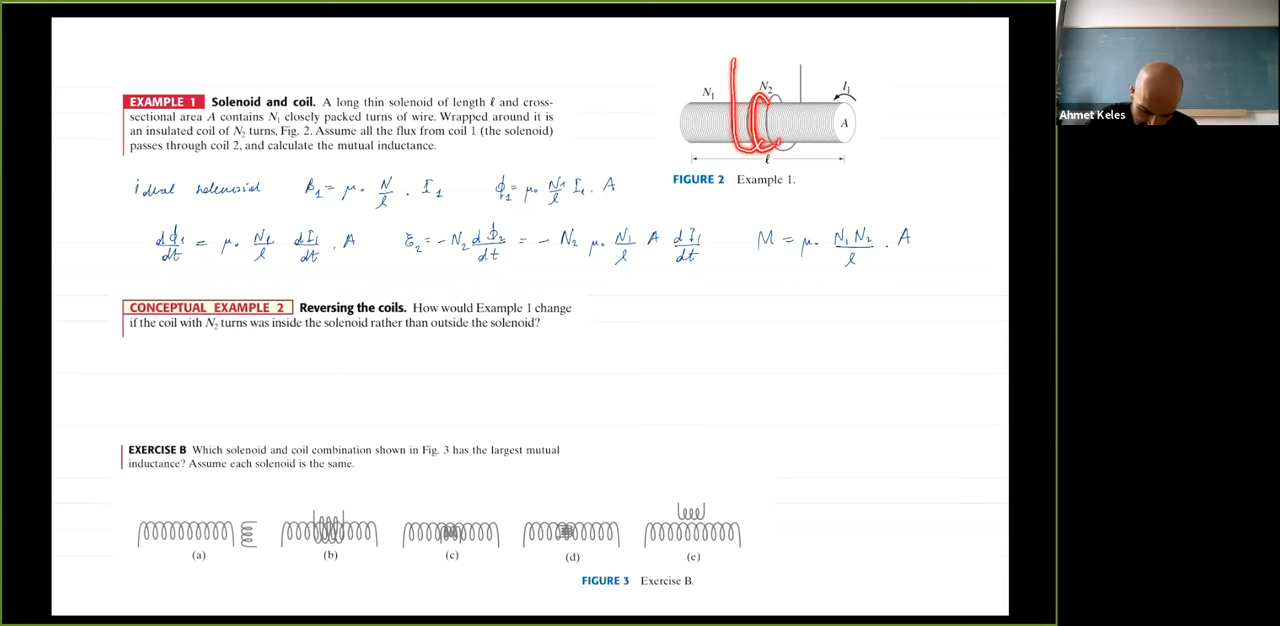 EXAMPLE 1 Solenoid and coil. A long thin solenoid of length ℓ and cross-
sectional area A contains N₁ closely packed turns of wire. Wrapped around it is
an insulated coil of N₂ turns, Fig. 2. Assume all the flux from coil 1 (the solenoid)
passes through coil 2, and calculate the mutual inductance.
N₁ N₂ I₁
A
ℓ
FIGURE 2 Example 1.
ideal solenoid B₁ = μ₀ N/l . I₁ ϕ₁ = μ₀ N₁/l I₁ . A
dϕ₁/dt = μ₀ N₁/l dI₁/dt . A Ɛ₂ = - N₂ dϕ₂/dt = - N₂ μ₀ N₁/l A dI₁/dt M = μ₀ N₁N₂/l . A
CONCEPTUAL EXAMPLE 2 Reversing the coils. How would Example 1 change
if the coil with N₂ turns was inside the solenoid rather than outside the solenoid?
EXERCISE B Which solenoid and coil combination shown in Fig. 3 has the largest mutual
inductance? Assume each solenoid is the same.
(a) (b) (c) (d) (e)
FIGURE 3 Exercise B.
Ahmet Keles